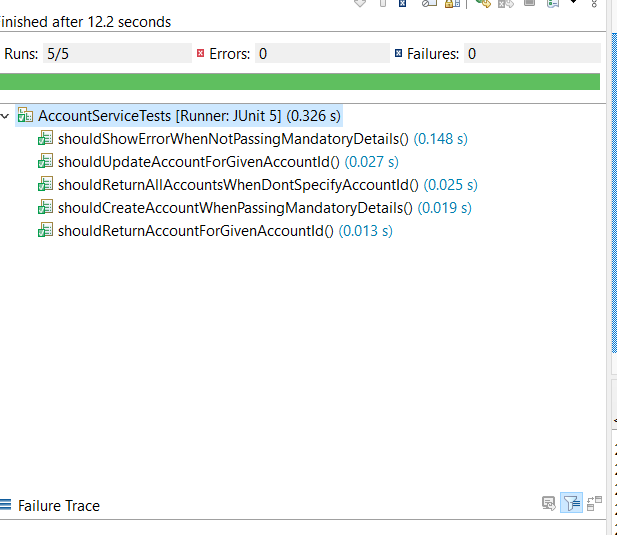 inished after 12.2 seconds
Runs: 5/5 Errors: 0 Failures: 0
AccountServiceTests [Runner: JUnit 5] (0.326 s)
shouldShowErrorWhenNotPassingMandatoryDetails() (0.148 s)
shouldUpdateAccountForGivenAccountId() (0.027 s)
shouldReturnAllAccountsWhenDontSpecifyAccountId() (0.025 s)
shouldCreateAccountWhenPassingMandatoryDetails() (0.019 s)
shouldReturnAccountForGivenAccountId() (0.013 s)
Failure Trace